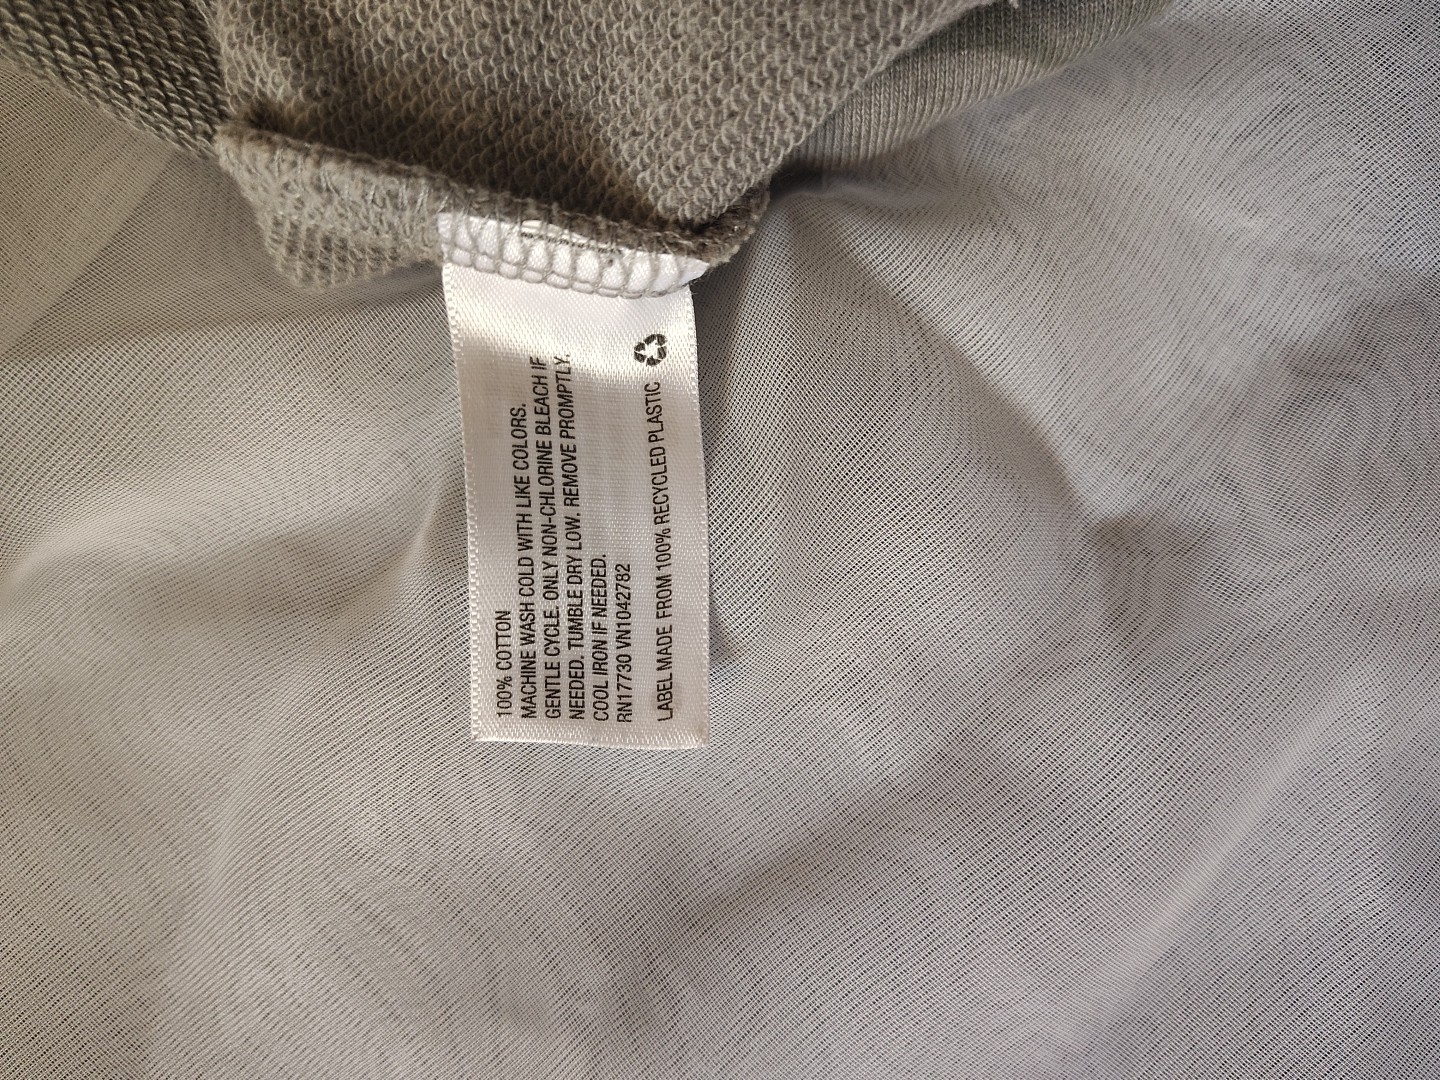 100% COTTON
MACHINE WASH COLD WITH LIKE COLORS.
GENTLE CYCLE. ONLY NON-CHLORINE BLEACH IF
NEEDED. TUMBLE DRY LOW. REMOVE PROMPTLY.
COOL IRON IF NEEDED.
RN17730 VN1042782
LABEL MADE FROM 100% RECYCLED PLASTIC